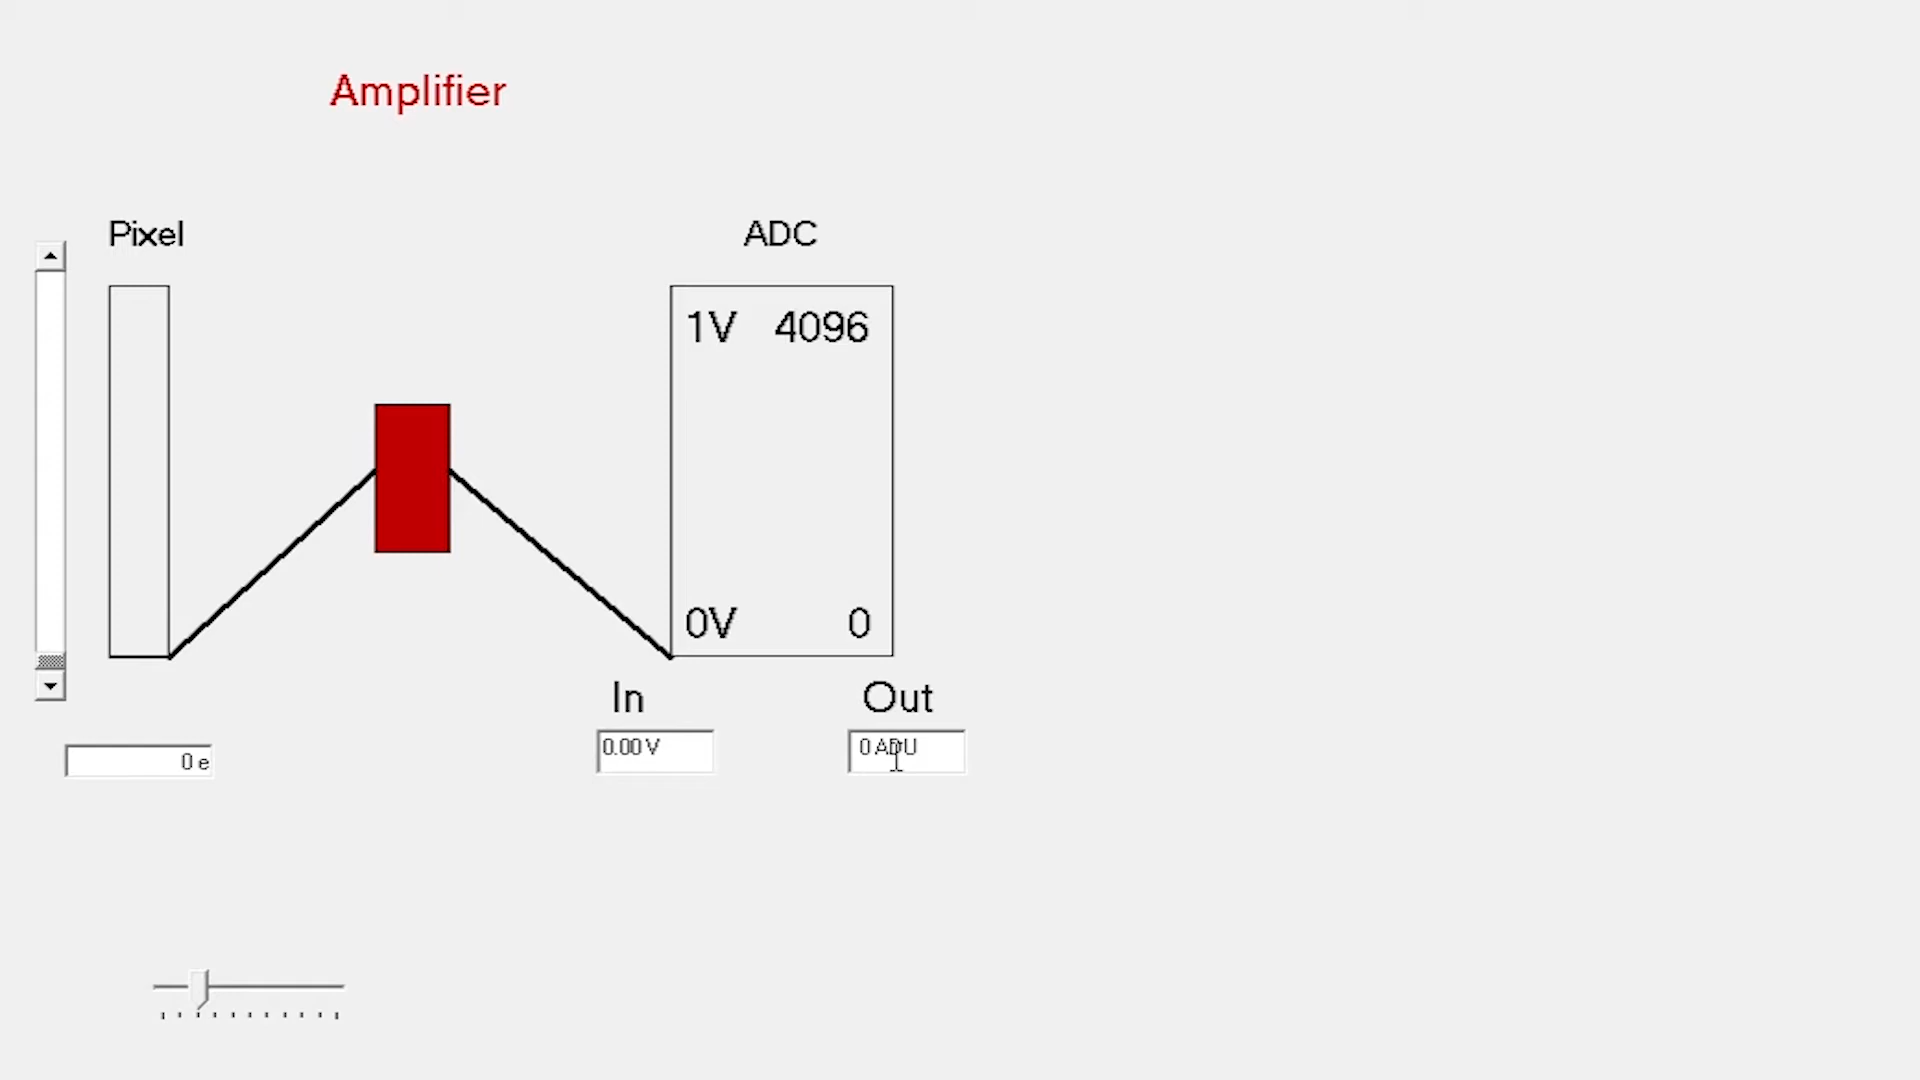 Amplifier
Pixel
ADC
1V 4096
0V 0
In
Out
0 e
0.00 V
0 ADU